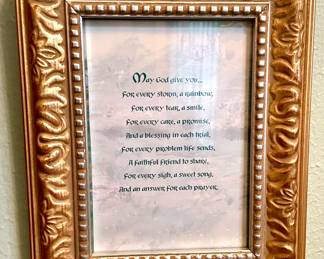 May God give you...
For every storm, a rainbow,
For every tear, a smile,
For every care, a promise,
And a blessing in each trial.
For every problem life sends,
A faithful friend to share,
For every sigh, a sweet song,
And an answer for each prayer.